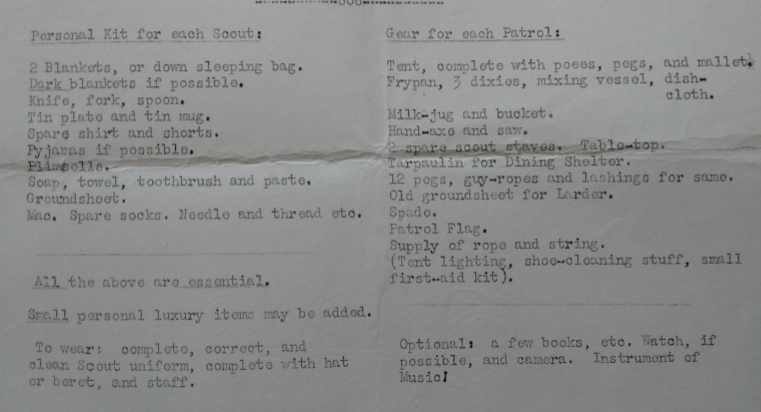 Personal Kit for each Scout:
2 Blankets, or down sleeping bag.
Dark blankets if possible.
Knife, fork, spoon.
Tin plate and tin mug.
Spare shirt and shorts.
Pyjamas if possible.
Plimsolls.
Soap, towel, toothbrush and paste.
Groundsheet.
Mac. Spare socks. Needle and thread etc.
All the above are essential.
Small personal luxury items may be added.
To wear: complete, correct, and
clean Scout uniform, complete with hat
or beret, and staff.
Gear for each Patrol:
Tent, complete with poees, pegs, and mallet.
Frypan, 3 dixies, mixing vessel, dish-
cloth.
Milk-jug and bucket.
Hand-axe and saw.
2 spare scout staves. Table-top.
Tarpaulin for Dining Shelter.
12 pegs, guy-ropes and lashings for same.
Old groundsheet for Larder.
Spade.
Patrol Flag.
Supply of rope and string.
(Tent lighting, shoe-cleaning stuff, small
first-aid kit).
Optional: a few books, etc. Watch, if
possible, and camera. Instrument of
Music!